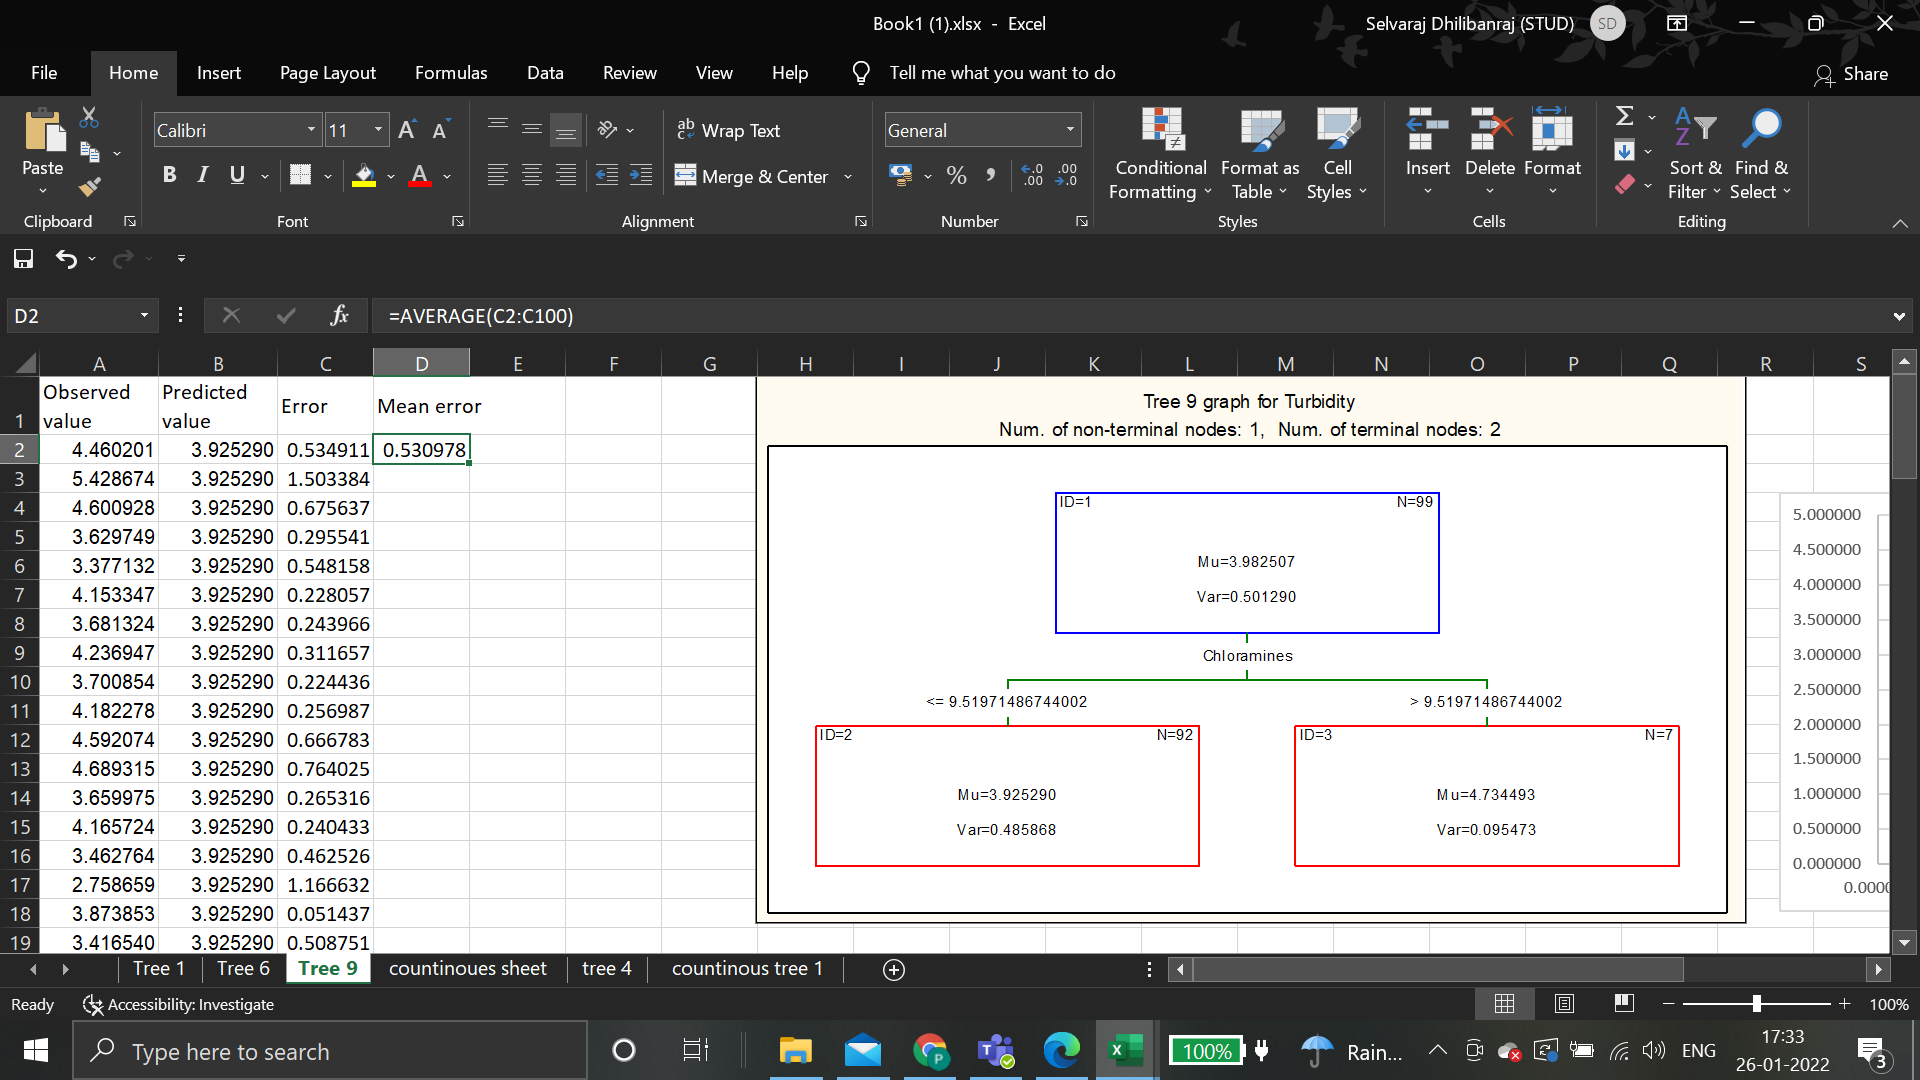 Book1 (1).xlsx - Excel
Selvaraj Dhilibanraj (STUD) SD
File Home Insert Page Layout Formulas Data Review View Help Tell me what you want to do Share
Paste
Clipboard
Calibri 11 A A
B I U A
Font
ab Wrap Text
Merge & Center
Alignment
General
% , .0 .00 .00 .0
Number
Conditional Formatting
Format as Table
Cell Styles
Styles
Insert Delete Format
Cells
Sort & Filter
Find & Select
Editing
D2 fx =AVERAGE(C2:C100)
A B C D E F G H I J K L M N O P Q R S
1 Observed value Predicted value Error Mean error
2 4.460201 3.925290 0.534911 0.530978
3 5.428674 3.925290 1.503384
4 4.600928 3.925290 0.675637
5 3.629749 3.925290 0.295541
6 3.377132 3.925290 0.548158
7 4.153347 3.925290 0.228057
8 3.681324 3.925290 0.243966
9 4.236947 3.925290 0.311657
10 3.700854 3.925290 0.224436
11 4.182278 3.925290 0.256987
12 4.592074 3.925290 0.666783
13 4.689315 3.925290 0.764025
14 3.659975 3.925290 0.265316
15 4.165724 3.925290 0.240433
16 3.462764 3.925290 0.462526
17 2.758659 3.925290 1.166632
18 3.873853 3.925290 0.051437
19 3.416540 3.925290 0.508751
Tree 9 graph for Turbidity
Num. of non-terminal nodes: 1, Num. of terminal nodes: 2
ID=1 N=99
Mu=3.982507
Var=0.501290
Chloramines
<= 9.51971486744002 > 9.51971486744002
ID=2 N=92
Mu=3.925290
Var=0.485868
ID=3 N=7
Mu=4.734493
Var=0.095473
5.000000
4.500000
4.000000
3.500000
3.000000
2.500000
2.000000
1.500000
1.000000
0.500000
0.000000
Tree 1 Tree 6 Tree 9 countinoues sheet tree 4 countinous tree 1
Ready Accessibility: Investigate 100%
Type here to search
100% Rain... ENG
17:33
26-01-2022
3